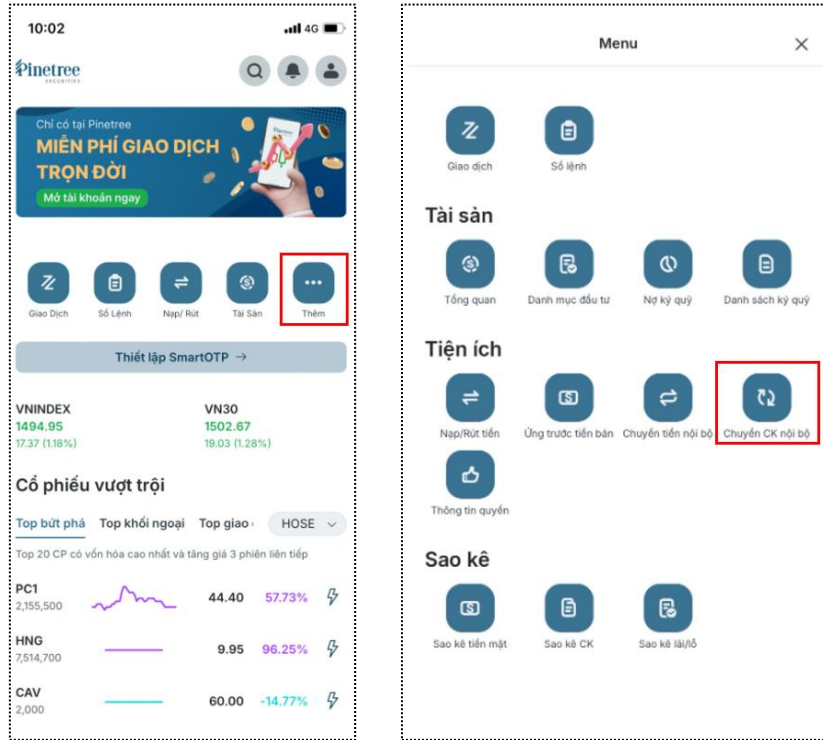 10:02
4G
Pinetree
SECURITIES
Chỉ có tại Pinetree
MIỄN PHÍ GIAO DỊCH
TRỌN ĐỜI
Mở tài khoản ngay
Giao Dịch
Sổ Lệnh
Nạp/ Rút
Tài Sản
Thêm
Thiết lập SmartOTP →
VNINDEX
1494.95
17.37 (1.18%)
VN30
1502.67
19.03 (1.28%)
Cổ phiếu vượt trội
Top bứt phá Top khối ngoại Top giao HOSE
Top 20 CP có vốn hóa cao nhất và tăng giá 3 phiên liên tiếp
PC1
2,155,500
44.40 57.73%
HNG
7,514,700
9.95 96.25%
CAV
2,000
60.00 -14.77%
Menu
Giao dịch
Sổ lệnh
Tài sản
Tổng quan
Danh mục đầu tư
Nợ ký quỹ
Danh sách ký quỹ
Tiện ích
Nạp/Rút tiền
Ứng trước tiền bán
Chuyển tiền nội bộ
Chuyển CK nội bộ
Thông tin quyền
Sao kê
Sao kê tiền mặt
Sao kê CK
Sao kê lãi/lỗ